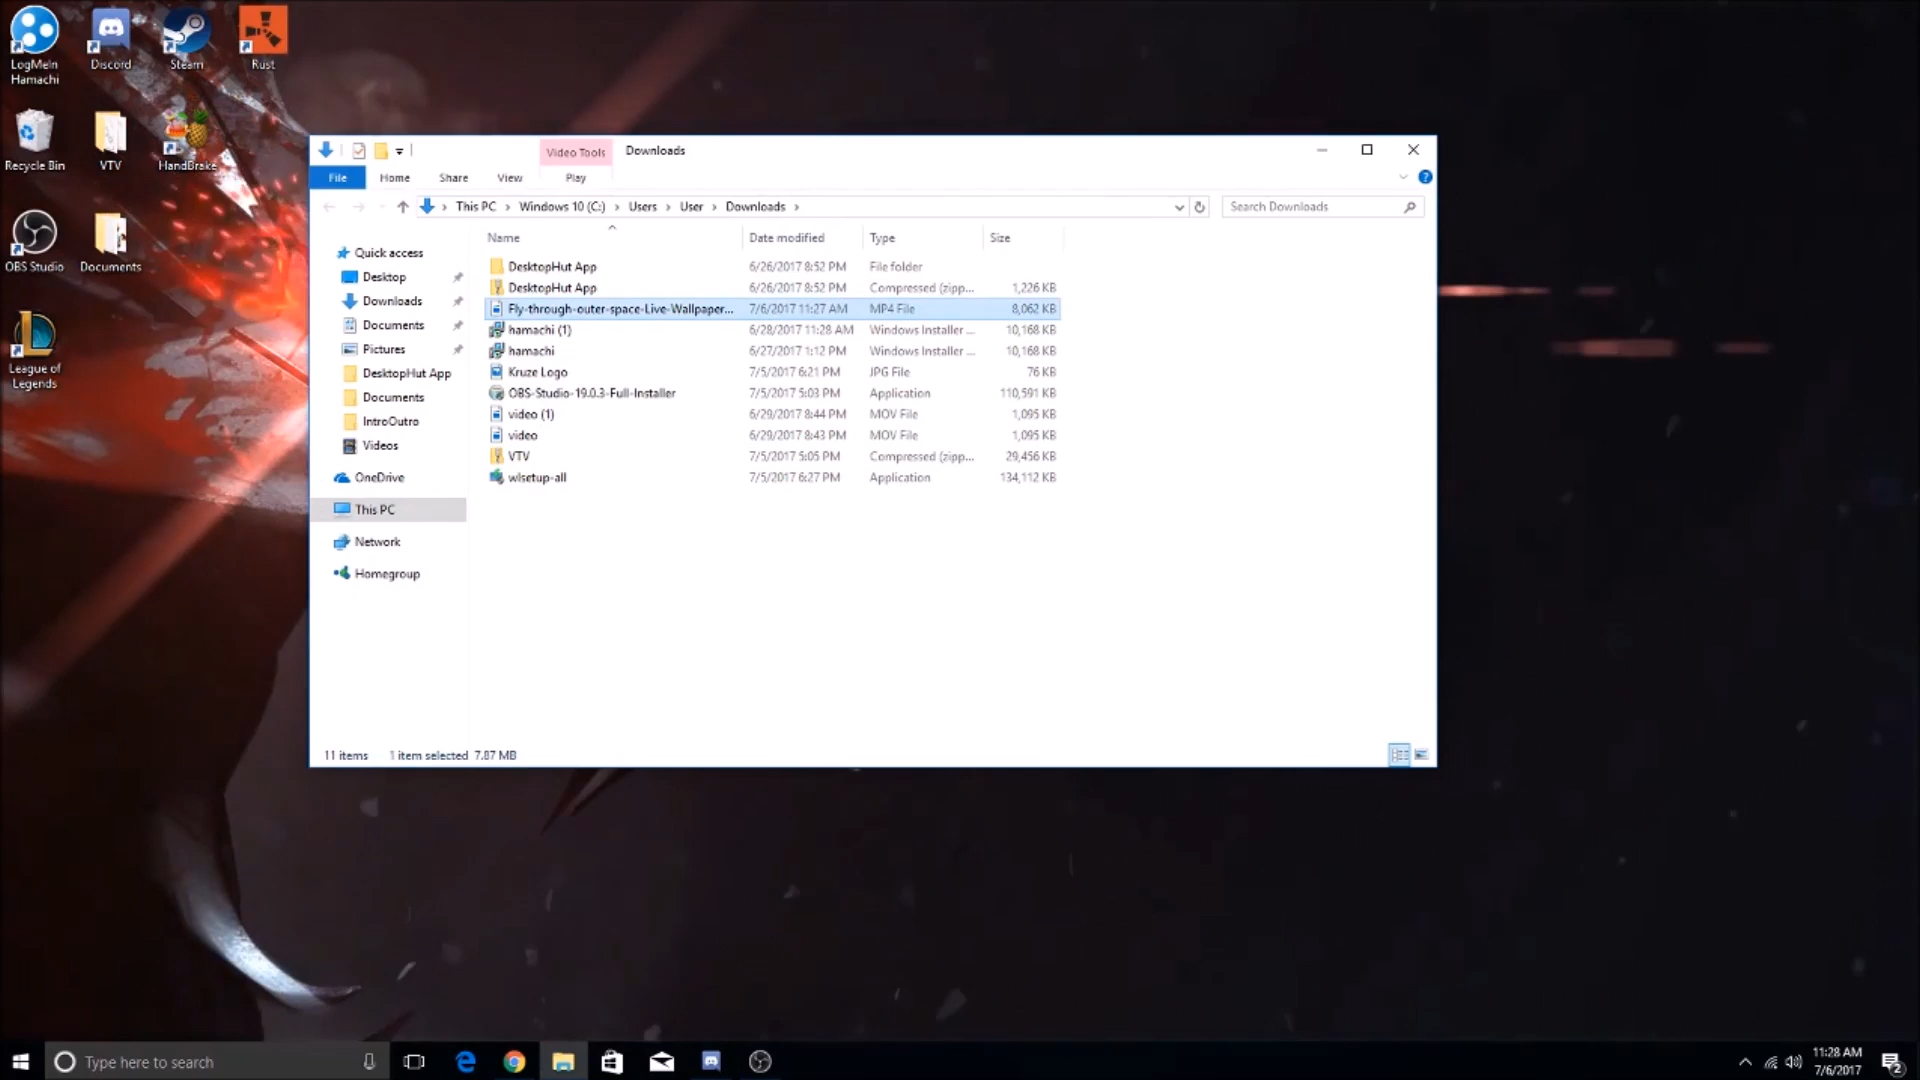 LogMeIn
Hamachi
Discord
Steam
Rust
Recycle Bin
VTV
HandBrake
OBS Studio
Documents
League of
Legends
Video Tools
Downloads
File
Home
Share
View
Play
This PC
Windows 10 (C:)
Users
User
Downloads
Search Downloads
Name
Date modified
Type
Size
Quick access
Desktop
Downloads
Documents
Pictures
DesktopHut App
Documents
IntroOutro
Videos
OneDrive
This PC
Network
Homegroup
DesktopHut App 6/26/2017 8:52 PM File folder
DesktopHut App 6/26/2017 8:52 PM Compressed (zipp... 1,226 KB
Fly-through-outer-space-Live-Wallpaper... 7/6/2017 11:27 AM MP4 File 8,062 KB
hamachi (1) 6/28/2017 11:28 AM Windows Installer ... 10,168 KB
hamachi 6/27/2017 1:12 PM Windows Installer ... 10,168 KB
Kruze Logo 7/5/2017 6:21 PM JPG File 76 KB
OBS-Studio-19.0.3-Full-Installer 7/5/2017 5:03 PM Application 110,591 KB
video (1) 6/29/2017 8:44 PM MOV File 1,095 KB
video 6/29/2017 8:43 PM MOV File 1,095 KB
VTV 7/5/2017 5:05 PM Compressed (zipp... 29,456 KB
wlsetup-all 7/5/2017 6:27 PM Application 134,112 KB
11 items 1 item selected 7.87 MB
Type here to search
11:28 AM
7/6/2017
2